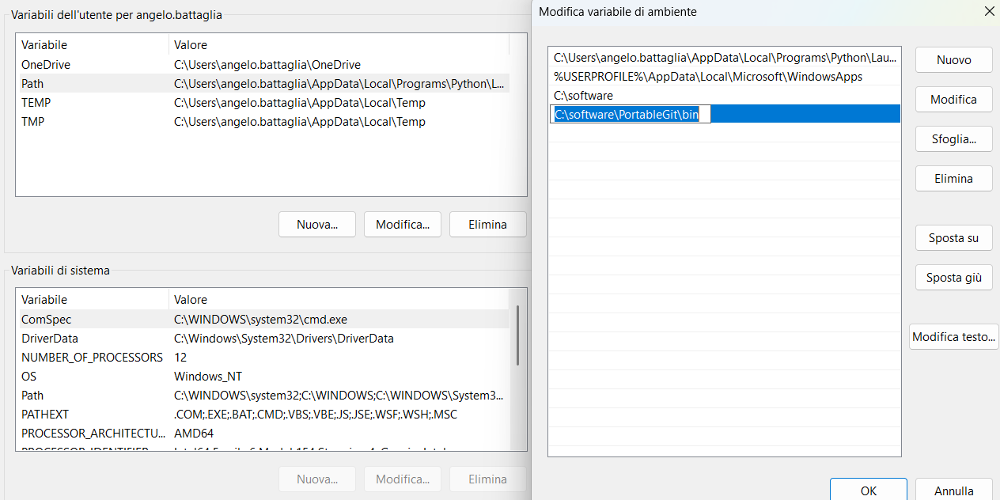 Variabili dell'utente per angelo.battaglia
Variabile Valore
OneDrive C:\Users\angelo.battaglia\OneDrive
Path C:\Users\angelo.battaglia\AppData\Local\Programs\Python\L...
TEMP C:\Users\angelo.battaglia\AppData\Local\Temp
TMP C:\Users\angelo.battaglia\AppData\Local\Temp
Nuova... Modifica... Elimina
Variabili di sistema
Variabile Valore
ComSpec C:\WINDOWS\system32\cmd.exe
DriverData C:\Windows\System32\Drivers\DriverData
NUMBER_OF_PROCESSORS 12
OS Windows_NT
Path C:\WINDOWS\system32;C:\WINDOWS;C:\WINDOWS\System3...
PATHEXT .COM;.EXE;.BAT;.CMD;.VBS;.VBE;.JS;.JSE;.WSF;.WSH;.MSC
PROCESSOR_ARCHITECTU... AMD64
Nuova... Modifica... Elimina
Modifica variabile di ambiente
C:\Users\angelo.battaglia\AppData\Local\Programs\Python\Lau...
%USERPROFILE%\AppData\Local\Microsoft\WindowsApps
C:\software
C:\software\PortableGit\bin
Nuovo
Modifica
Sfoglia...
Elimina
Sposta su
Sposta giù
Modifica testo...
OK Annulla